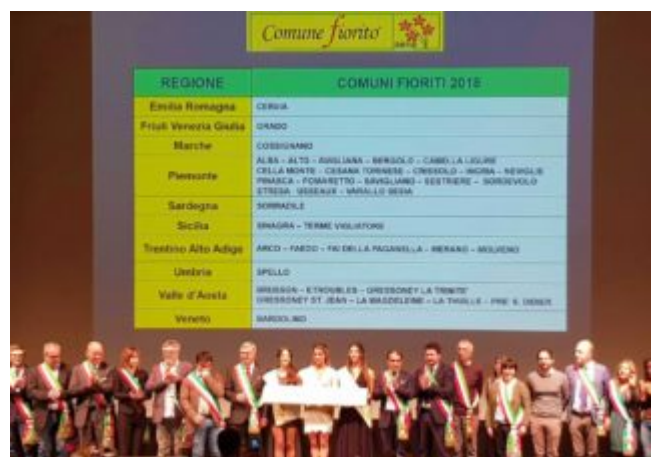 Comune fiorito
REGIONE COMUNI FIORITI 2018
Emilia Romagna CERVIA
Friuli Venezia Giulia GRADO
Marche COSSIGNANO
Piemonte ALBA – ALTO – AVIGLIANA – BERGOLO – CABELLA LIGURE
CELLA MONTE – CESANA TORINESE – CRISSOLO – INGRIA – NEVIGLIE
PINASCA – POMARETTO – SAVIGLIANO – SESTRIERE – SORDEVOLO
STRESA USSEAUX – VARALLO SESIA
Sardegna SORRADILE
Sicilia SINAGRA – TERME VIGLIATORE
Trentino Alto Adige ARCO – FAEDO – FAI DELLA PAGANELLA – MERANO – MOLVENO
Umbria SPELLO
Valle d'Aosta BRUSSON – ETROUBLES – GRESSONEY LA TRINITE'
GRESSONEY ST. JEAN – LA MAGDELEINE – LA THUILE – PRE' S. DIDIER
Veneto BARDOLINO